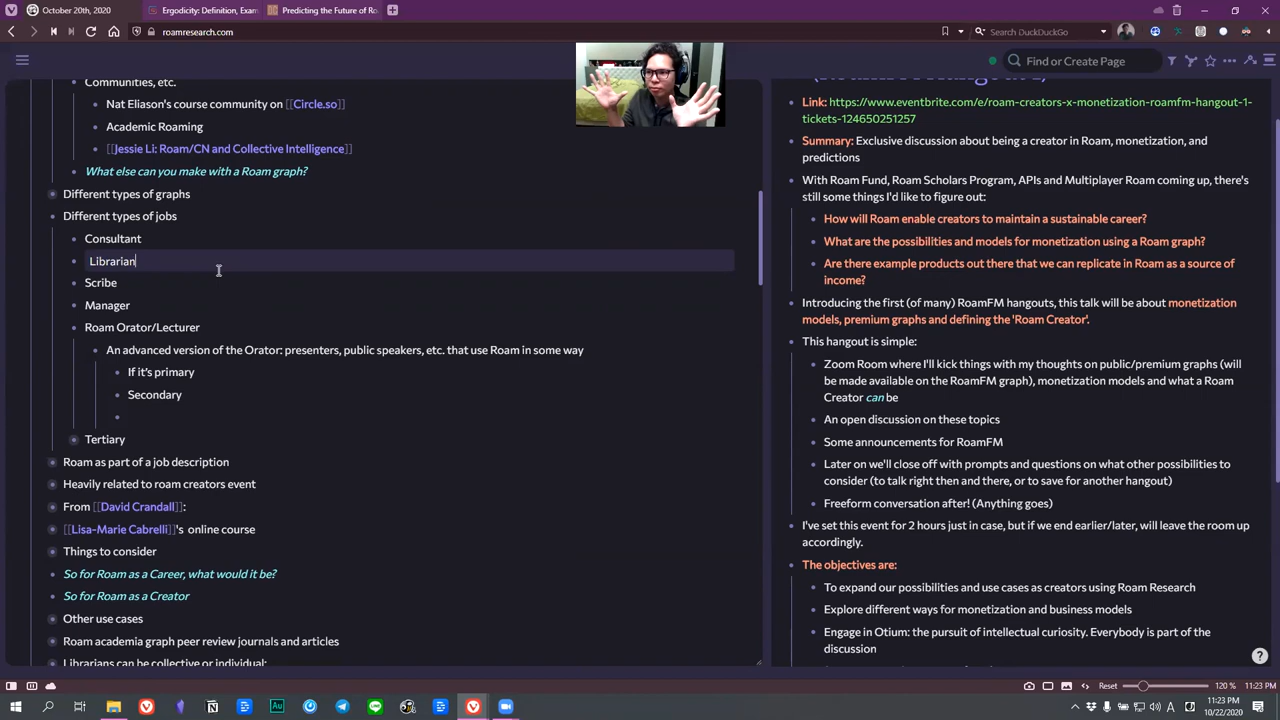 October 20th, 2020
Ergodicity: Definition, Exam
Predicting the Future of Ro
roamresearch.com
Search DuckDuckGo
Find or Create Page
Communities, etc.
Nat Eliason's course community on [[Circle.so]]
Academic Roaming
[[Jessie Li: Roam/CN and Collective Intelligence]]
What else can you make with a Roam graph?
Different types of graphs
Different types of jobs
Consultant
Librarian
Scribe
Manager
Roam Orator/Lecturer
An advanced version of the Orator: presenters, public speakers, etc. that use Roam in some way
If it's primary
Secondary
Tertiary
Roam as part of a job description
Heavily related to roam creators event
From [[David Crandall]]:
[[Lisa-Marie Cabrelli]]'s online course
Things to consider
So for Roam as a Career, what would it be?
So for Roam as a Creator
Other use cases
Roam academia graph peer review journals and articles
Librarians can be collective or individual:
Link: https://www.eventbrite.com/e/roam-creators-x-monetization-roamfm-hangout-1-
tickets-124650251257
Summary: Exclusive discussion about being a creator in Roam, monetization, and
predictions
With Roam Fund, Roam Scholars Program, APIs and Multiplayer Roam coming up, there's
still some things I'd like to figure out:
How will Roam enable creators to maintain a sustainable career?
What are the possibilities and models for monetization using a Roam graph?
Are there example products out there that we can replicate in Roam as a source of
income?
Introducing the first (of many) RoamFM hangouts, this talk will be about monetization
models, premium graphs and defining the 'Roam Creator'.
This hangout is simple:
Zoom Room where I'll kick things with my thoughts on public/premium graphs (will
be made available on the RoamFM graph), monetization models and what a Roam
Creator can be
An open discussion on these topics
Some announcements for RoamFM
Later on we'll close off with prompts and questions on what other possibilities to
consider (to talk right then and there, or to save for another hangout)
Freeform conversation after! (Anything goes)
I've set this event for 2 hours just in case, but if we end earlier/later, will leave the room up
accordingly.
The objectives are:
To expand our possibilities and use cases as creators using Roam Research
Explore different ways for monetization and business models
Engage in Otium: the pursuit of intellectual curiosity. Everybody is part of the
discussion
Reset
120 %
11:23 PM
11:23 PM
10/22/2020